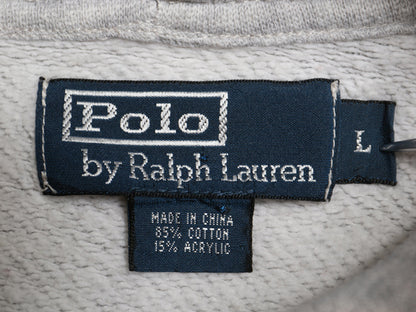 Polo
by Ralph Lauren
L
MADE IN CHINA
85% COTTON
15% ACRYLIC